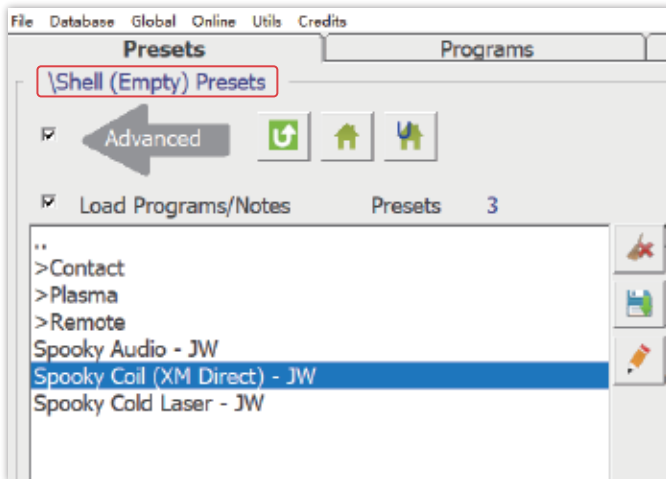 File Database Global Online Utils Credits
Presets Programs
\Shell (Empty) Presets
Advanced
Load Programs/Notes Presets 3
..
>Contact
>Plasma
>Remote
Spooky Audio - JW
Spooky Coil (XM Direct) - JW
Spooky Cold Laser - JW